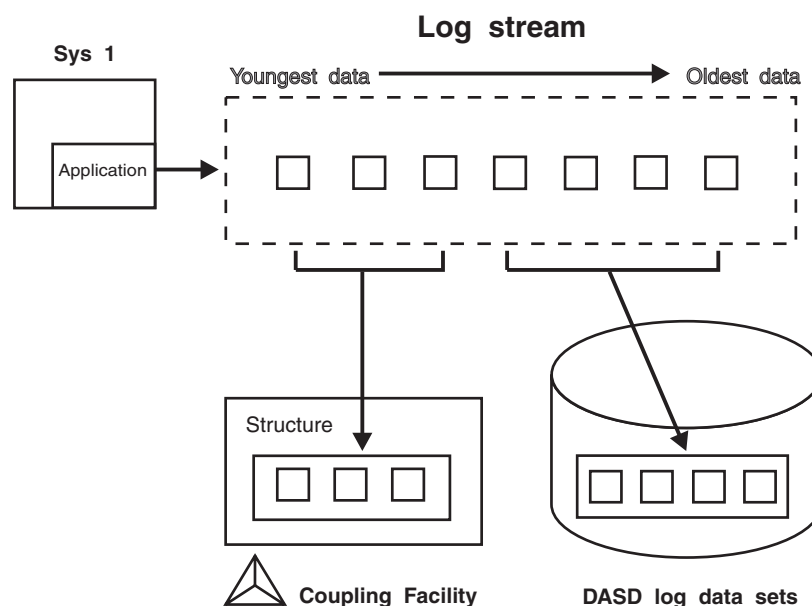 Log stream
Sys 1
Youngest data
Oldest data
Application
Structure
Coupling Facility
DASD log data sets